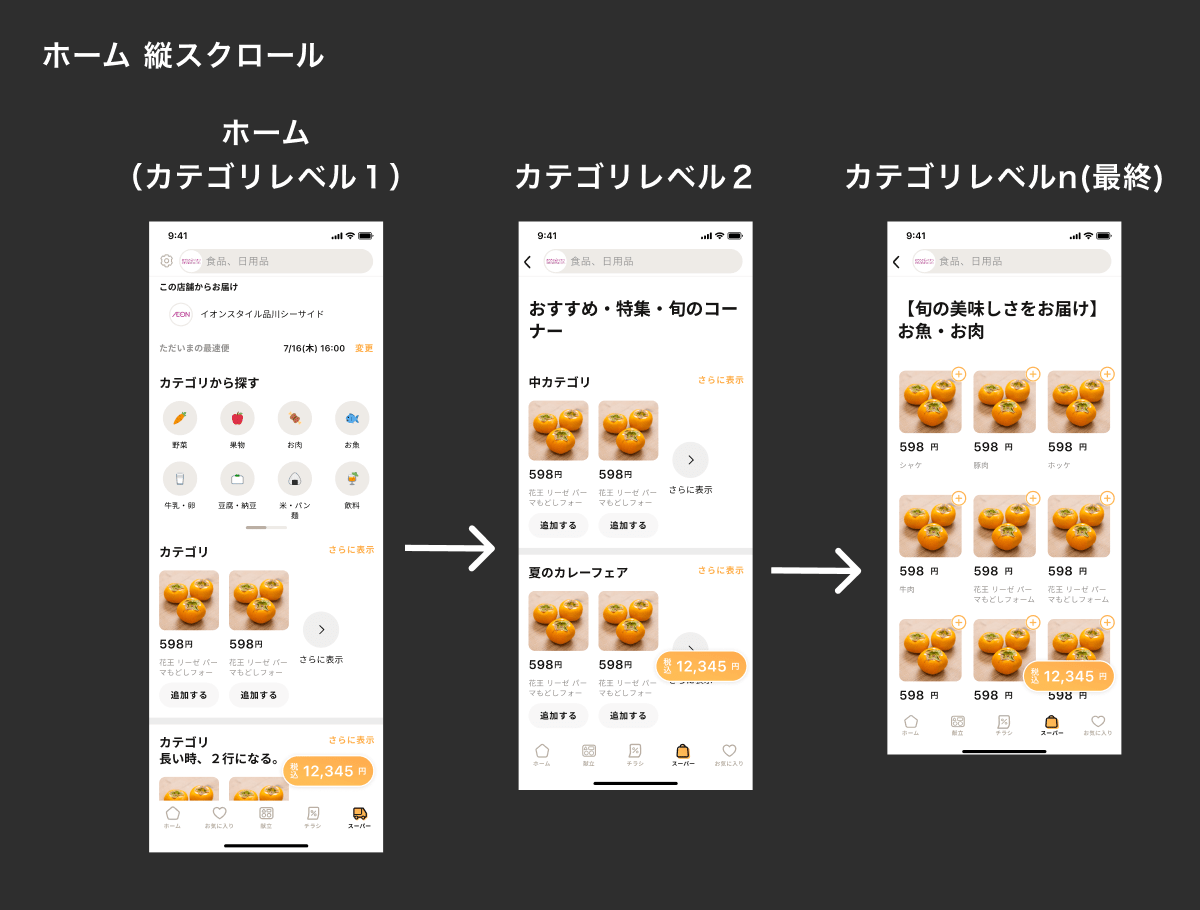 ホーム 縦スクロール
ホーム
（カテゴリレベル１）
9:41
食品、日用品
この店舗からお届け
ÆON
イオンスタイル品川シーサイド
ただいまの最速便
7/16(木) 16:00
変更
カテゴリから探す
野菜
果物
お肉
お魚
牛乳・卵
豆腐・納豆
米・パン
麺
飲料
カテゴリ
さらに表示
598円
598円
花王 リーゼ パー
マもどしフォー
花王 リーゼ パー
マもどしフォー
さらに表示
追加する
追加する
カテゴリ
長い時、２行になる。
さらに表示
税込 12,345 円
ホーム
お気に入り
献立
チラシ
スーパー
カテゴリレベル２
9:41
食品、日用品
おすすめ・特集・旬のコー
ナー
中カテゴリ
さらに表示
598円
598円
花王 リーゼ パー
マもどしフォー
花王 リーゼ パー
マもどしフォー
さらに表示
追加する
追加する
夏のカレーフェア
さらに表示
598円
598円
花王 リーゼ パー
マもどしフォー
花王 リーゼ パー
マもどしフォー
税込 12,345 円
追加する
追加する
ホーム
献立
チラシ
スーパー
お気に入り
カテゴリレベルn(最終)
9:41
食品、日用品
【旬の美味しさをお届け】
お魚・お肉
598 円
598 円
598 円
シャケ
豚肉
ホッケ
598 円
598 円
598 円
牛肉
花王 リーゼ パー
マもどしフォーム
花王 リーゼ パー
マもどしフォーム
税込 12,345 円
598 円
598 円
598 円
ホーム
献立
チラシ
スーパー
お気に入り